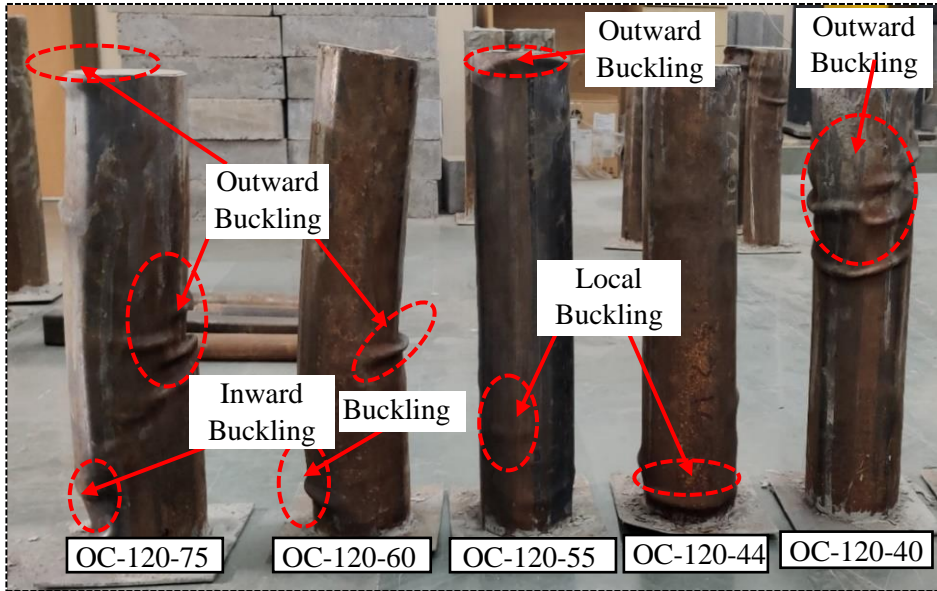 Outward
Buckling
Outward
Buckling
Outward
Buckling
Local
Buckling
Inward
Buckling
Buckling
OC-120-75
OC-120-60
OC-120-55
OC-120-44
OC-120-40